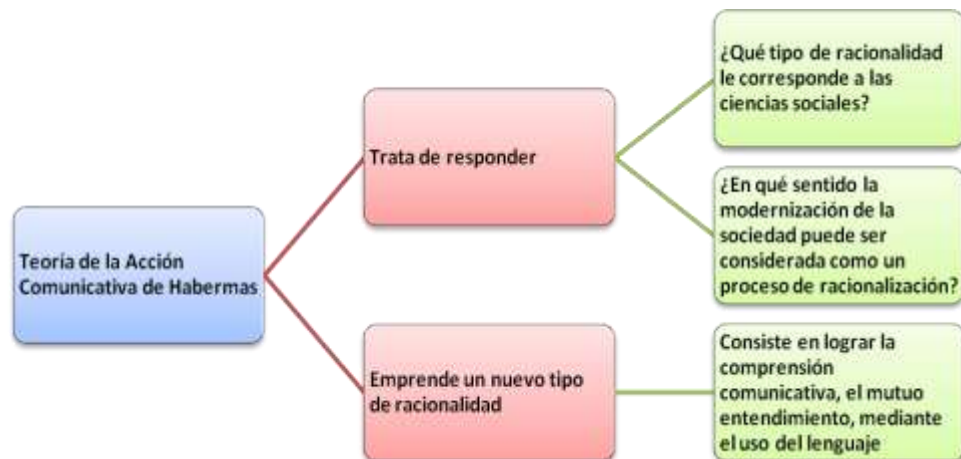 Teoría de la Acción
Comunicativa de Habermas
Trata de responder
¿Qué tipo de racionalidad
le corresponde a las
ciencias sociales?
¿En qué sentido la
modernización de la
sociedad puede ser
considerada como un
proceso de racionalización?
Emprende un nuevo tipo
de racionalidad
Consiste en lograr la
comprensión
comunicativa, el mutuo
entendimiento, mediante
el uso del lenguaje